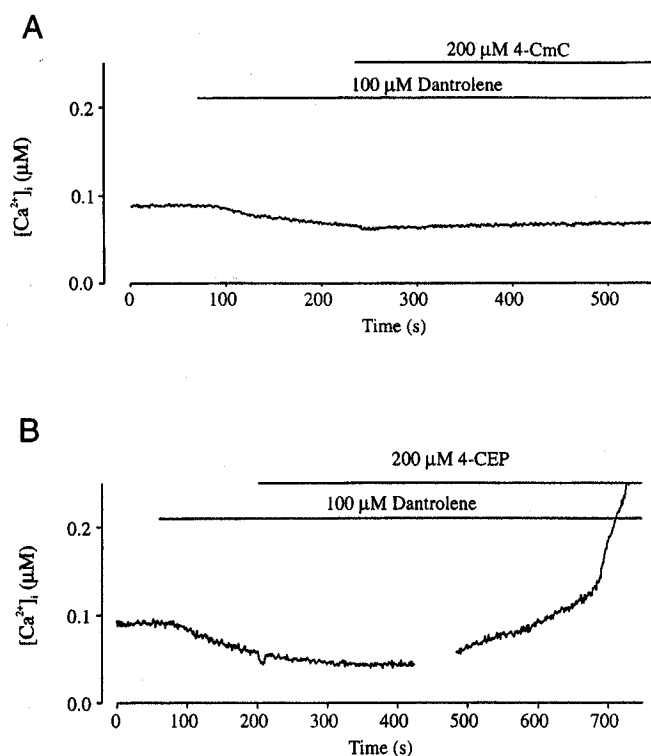 A
200 µM 4-CmC
100 µM Dantrolene
0.2
0.1
0.0
[Ca²⁺]ᵢ (µM)
0 100 200 300 400 500
Time (s)
B
200 µM 4-CEP
100 µM Dantrolene
0.2
0.1
0.0
[Ca²⁺]ᵢ (µM)
0 100 200 300 400 500 600 700
Time (s)